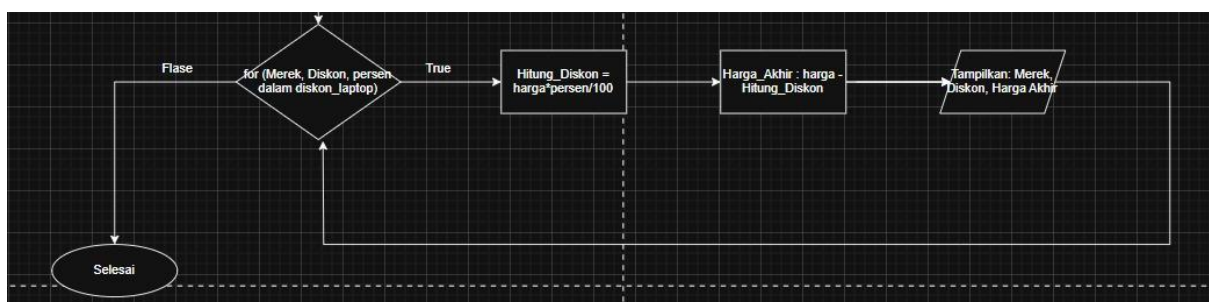 Flase
for (Merek, Diskon, persen
dalam diskon_laptop)
True
Hitung_Diskon =
harga*persen/100
Harga_Akhir : harga -
Hitung_Diskon
Tampilkan: Merek,
Diskon, Harga Akhir
Selesai